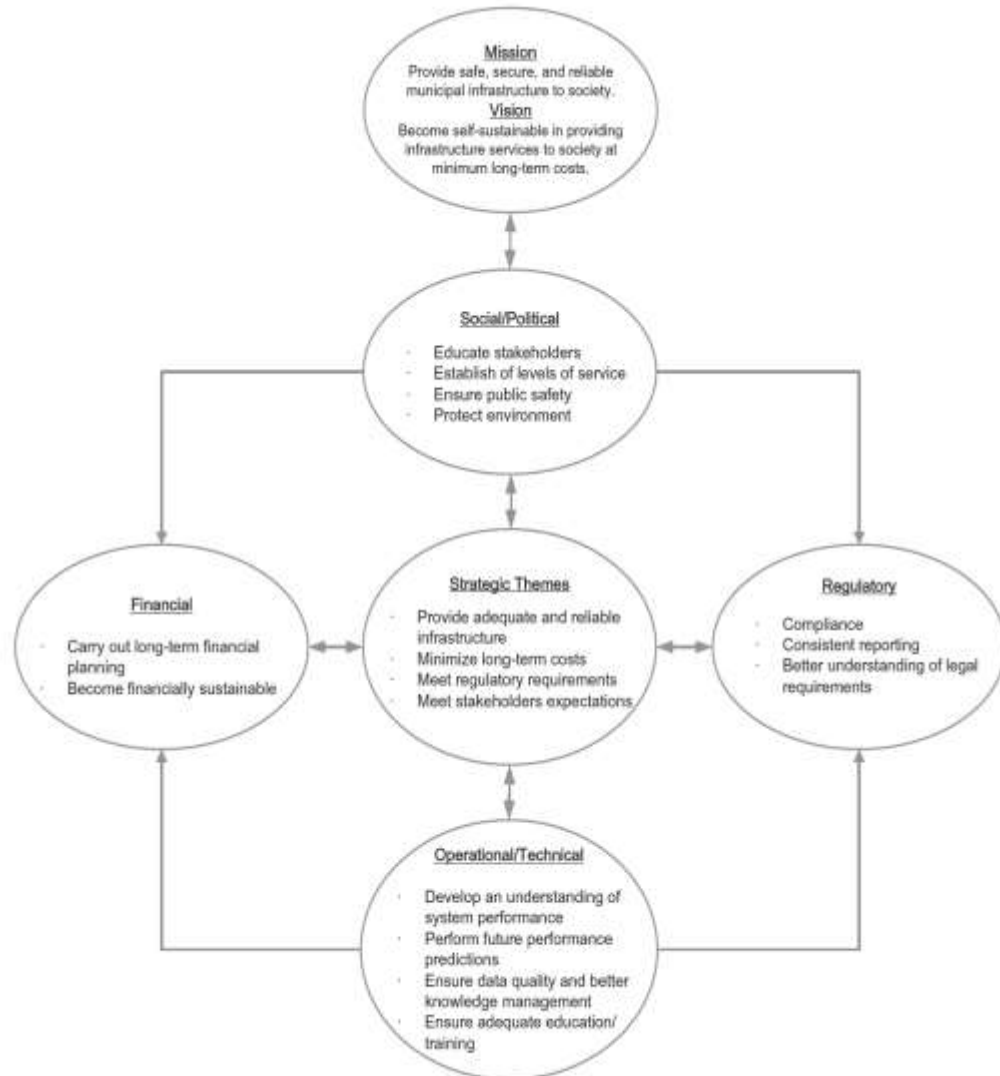 Mission
Provide safe, secure, and reliable
municipal infrastructure to society.
Vision
Become self-sustainable in providing
infrastructure services to society at
minimum long-term costs.
Social/Political
· Educate stakeholders
· Establish of levels of service
· Ensure public safety
· Protect environment
Financial
· Carry out long-term financial
planning
· Become financially sustainable
Strategic Themes
· Provide adequate and reliable
infrastructure
· Minimize long-term costs
· Meet regulatory requirements
· Meet stakeholders expectations
Regulatory
· Compliance
· Consistent reporting
· Better understanding of legal
requirements
Operational/Technical
· Develop an understanding of
system performance
· Perform future performance
predictions
· Ensure data quality and better
knowledge management
· Ensure adequate education/
training